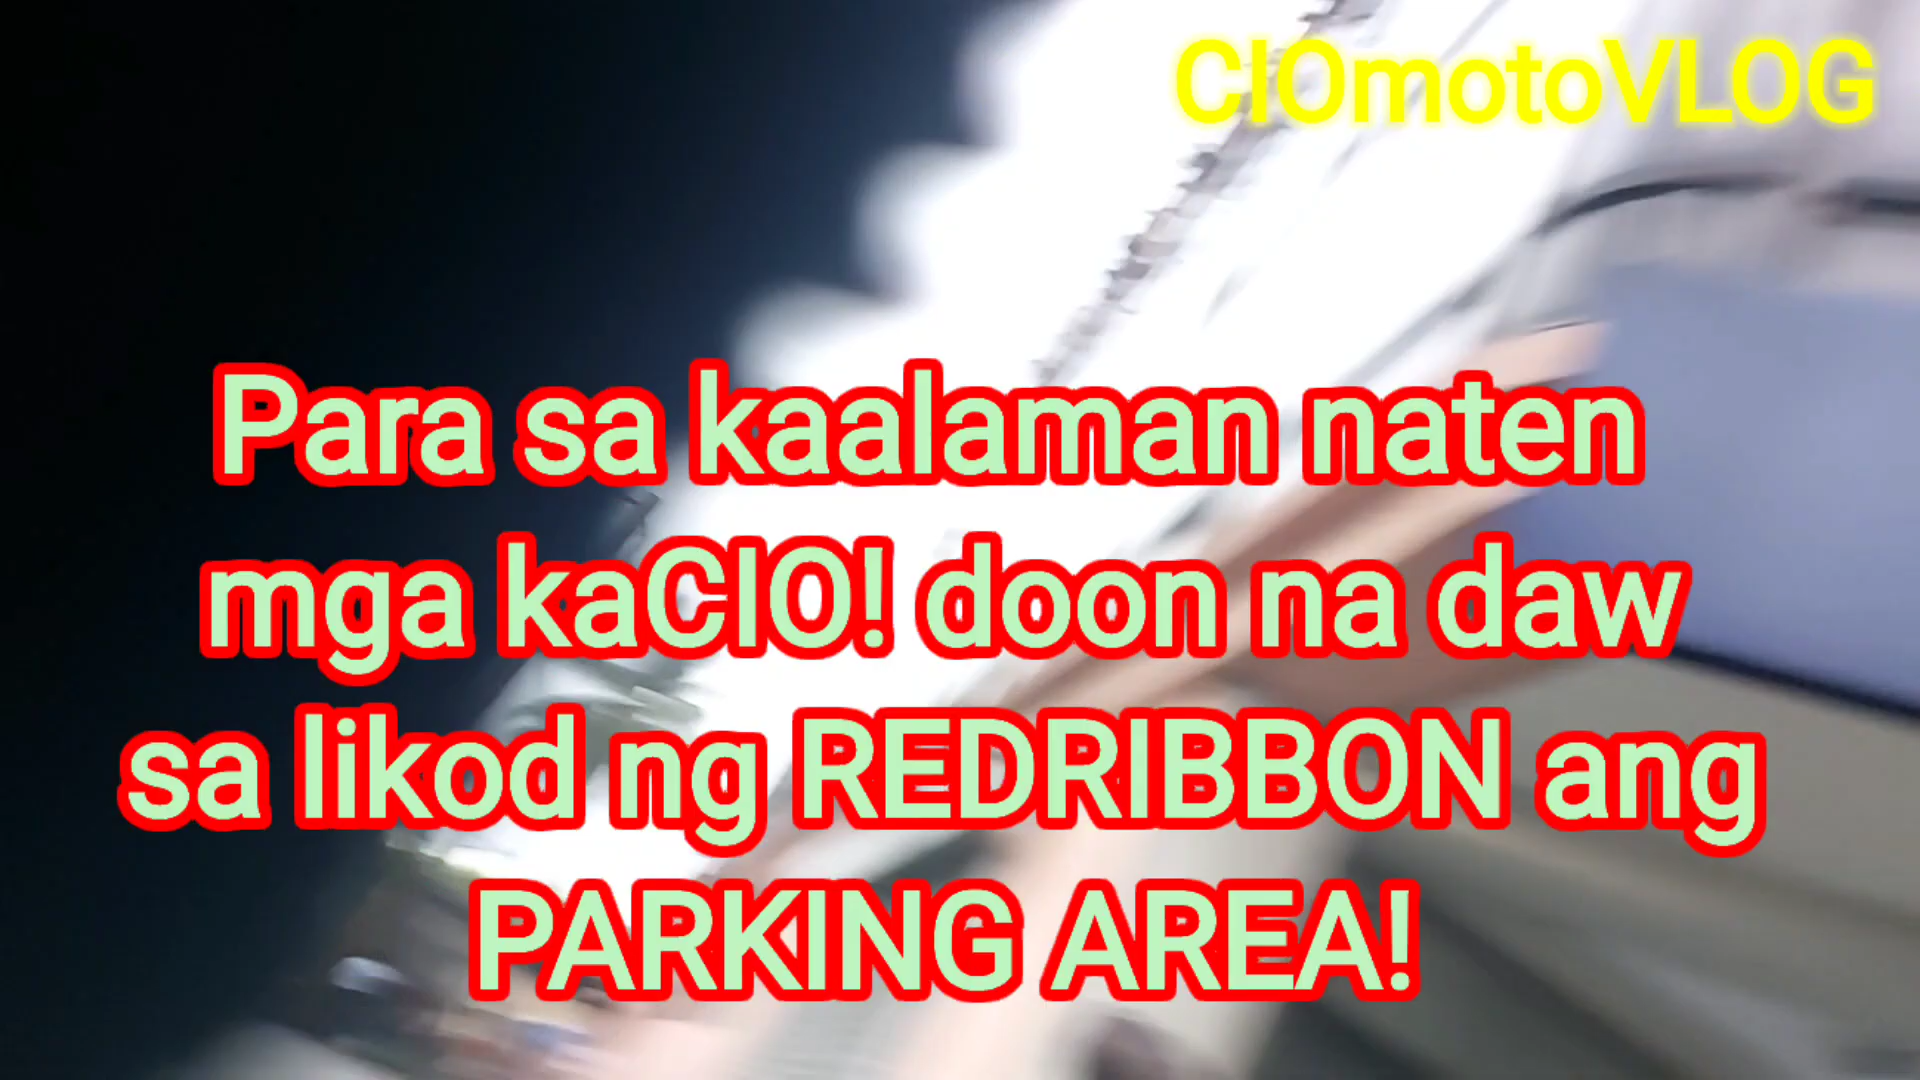 CIOmotoVLOG
Para sa kaalaman naten
mga kaCIO! doon na daw
sa likod ng REDRIBBON ang
PARKING AREA!